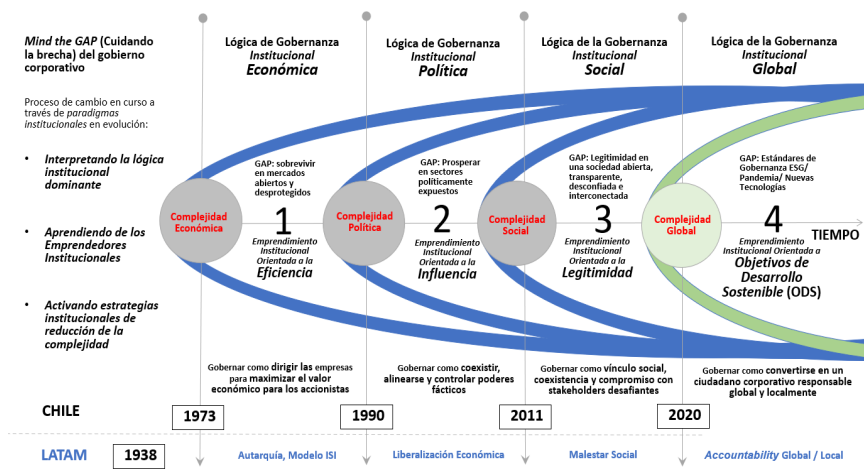 Mind the GAP (Cuidando
la brecha) del gobierno
corporativo
Proceso de cambio en curso a
través de paradigmas
institucionales en evolución:
• Interpretando la lógica
institucional
dominante
• Aprendiendo de los
Emprendedores
Institucionales
• Activando estrategias
institucionales de
reducción de la
complejidad
Lógica de Gobernanza
Institucional
Económica
Lógica de Gobernanza
Institucional
Política
Lógica de la Gobernanza
Institucional
Social
Lógica de la Gobernanza
Institucional
Global
GAP: sobrevivir
en mercados
abiertos y
desprotegidos
GAP: Prosperar
en sectores
políticamente
expuestos
GAP: Legitimidad en
una sociedad abierta,
transparente,
desconfiada e
interconectada
GAP: Estándares de
Gobernanza ESG/
Pandemia/ Nuevas
Tecnologías
Complejidad
Económica
1
Complejidad
Política
2
Complejidad
Social
3
Complejidad
Global
4
TIEMPO
Emprendimiento
Institucional
Orientada a la
Eficiencia
Emprendimiento
Institucional
Orientada a la
Influencia
Emprendimiento
Institucional
Orientada a la
Legitimidad
Emprendimiento
Institucional Orientada a
Objetivos de
Desarrollo
Sostenible (ODS)
Gobernar como dirigir las empresas
para maximizar el valor
económico para los accionistas
Gobernar como coexistir,
alinearse y controlar poderes
fácticos
Gobernar como vínculo social,
coexistencia y compromiso con
stakeholders desafiantes
Gobernar como convertirse en un
ciudadano corporativo responsable
global y localmente
CHILE
1973
1990
2011
2020
LATAM
1938
Autarquía, Modelo ISI
Liberalización Económica
Malestar Social
Accountability Global / Local